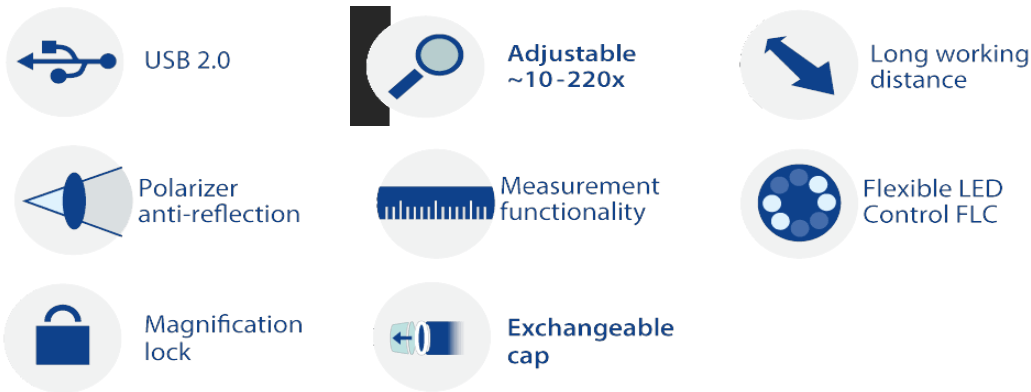 USB 2.0
Adjustable
~10-220x
Long working
distance
Polarizer
anti-reflection
Measurement
functionality
Flexible LED
Control FLC
Magnification
lock
Exchangeable
cap